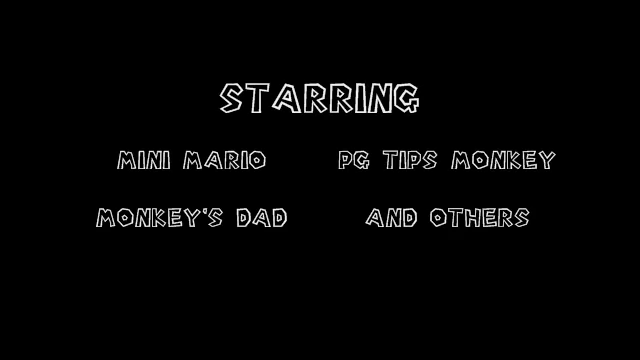 STARRING
MINI MARIO PG TIPS MONKEY
MONKEY'S DAD AND OTHERS